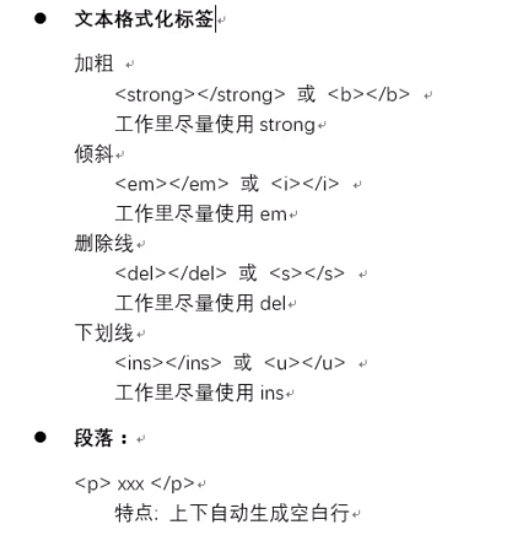 ● 文本格式化标签
加粗
<strong></strong> 或 <b></b>
工作里尽量使用 strong
倾斜
<em></em> 或 <i></i>
工作里尽量使用 em
删除线
<del></del> 或 <s></s>
工作里尽量使用 del
下划线
<ins></ins> 或 <u></u>
工作里尽量使用 ins
● 段落：
<p> xxx </p>
特点: 上下自动生成空白行